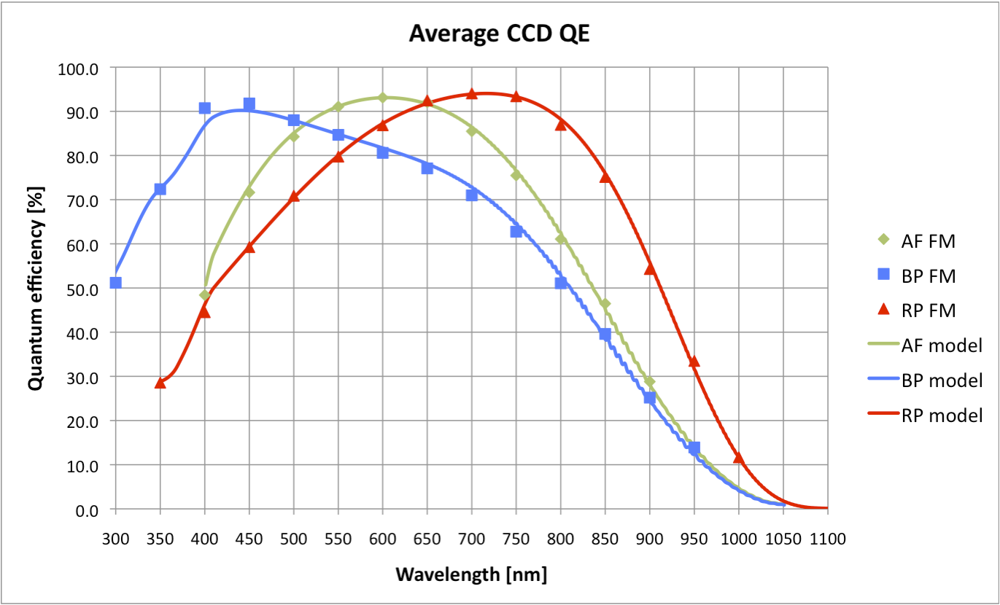 Average CCD QE
100.0
90.0
80.0
70.0
60.0
50.0
40.0
30.0
20.0
10.0
0.0
Quantum efficiency [%]
300 350 400 450 500 550 600 650 700 750 800 850 900 950 1000 1050 1100
Wavelength [nm]
AF FM
BP FM
RP FM
AF model
BP model
RP model